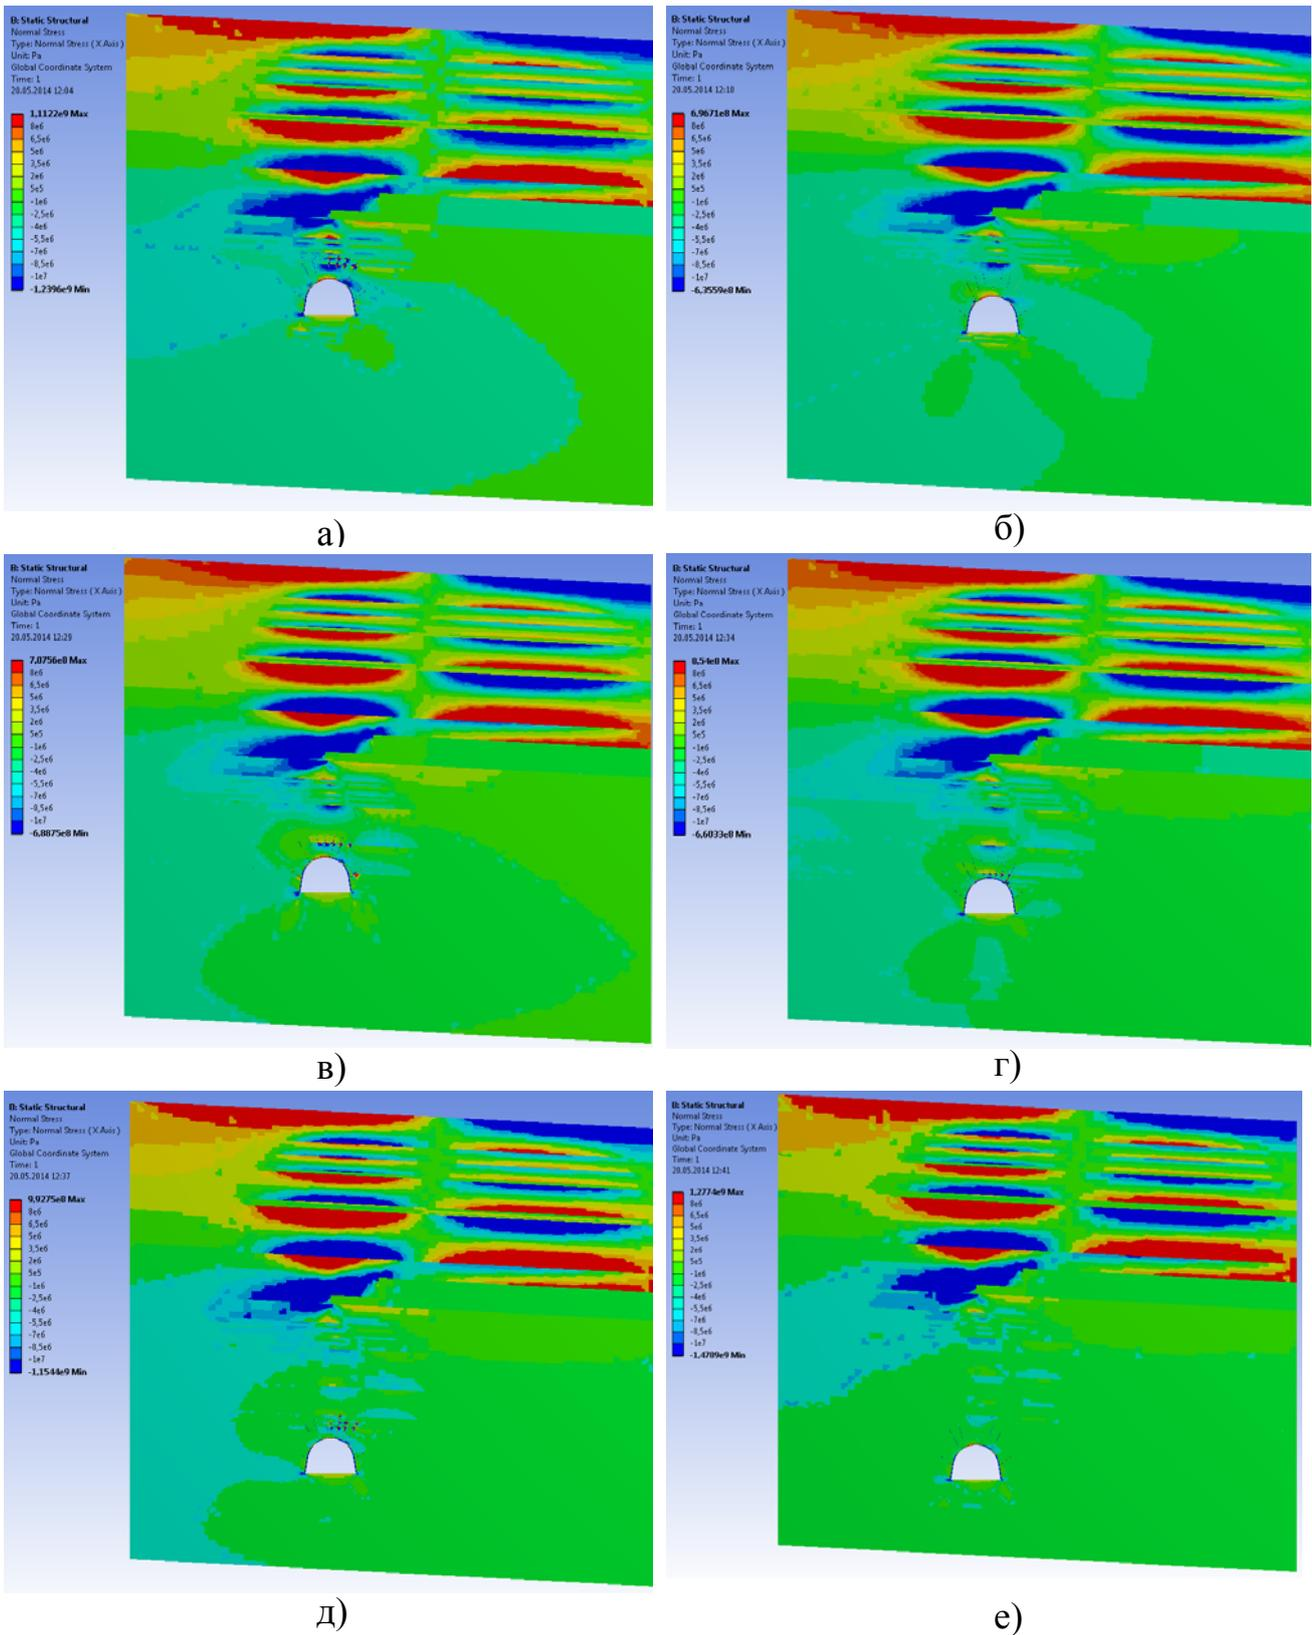 B: Static Structural
Normal Stress
Type: Normal Stress ( X Axis )
Unit: Pa
Global Coordinate System
Time: 1
20.05.2014 12:04
1,1122e9 Max
8e6
6,5e6
5e6
3,5e6
2e6
5e5
-1e6
-2,5e6
-4e6
-5,5e6
-7e6
-8,5e6
-1e7
-1,2396e9 Min
а)
B: Static Structural
Normal Stress
Type: Normal Stress ( X Axis )
Unit: Pa
Global Coordinate System
Time: 1
20.05.2014 12:18
6,9671e8 Max
8e6
6,5e6
5e6
3,5e6
2e6
5e5
-1e6
-2,5e6
-4e6
-5,5e6
-7e6
-8,5e6
-1e7
-6,3559e8 Min
б)
B: Static Structural
Normal Stress
Type: Normal Stress ( X Axis )
Unit: Pa
Global Coordinate System
Time: 1
20.05.2014 12:29
7,0756e8 Max
8e6
6,5e6
5e6
3,5e6
2e6
5e5
-1e6
-2,5e6
-4e6
-5,5e6
-7e6
-8,5e6
-1e7
-6,8875e8 Min
в)
B: Static Structural
Normal Stress
Type: Normal Stress ( X Axis )
Unit: Pa
Global Coordinate System
Time: 1
20.05.2014 12:34
8,54e8 Max
8e6
6,5e6
5e6
3,5e6
2e6
5e5
-1e6
-2,5e6
-4e6
-5,5e6
-7e6
-8,5e6
-1e7
-6,6033e8 Min
г)
B: Static Structural
Normal Stress
Type: Normal Stress ( X Axis )
Unit: Pa
Global Coordinate System
Time: 1
20.05.2014 12:37
9,9275e8 Max
8e6
6,5e6
5e6
3,5e6
2e6
5e5
-1e6
-2,5e6
-4e6
-5,5e6
-7e6
-8,5e6
-1e7
-1,1544e9 Min
д)
B: Static Structural
Normal Stress
Type: Normal Stress ( X Axis )
Unit: Pa
Global Coordinate System
Time: 1
20.05.2014 12:41
1,2774e9 Max
8e6
6,5e6
5e6
3,5e6
2e6
5e5
-1e6
-2,5e6
-4e6
-5,5e6
-7e6
-8,5e6
-1e7
-1,4789e9 Min
е)